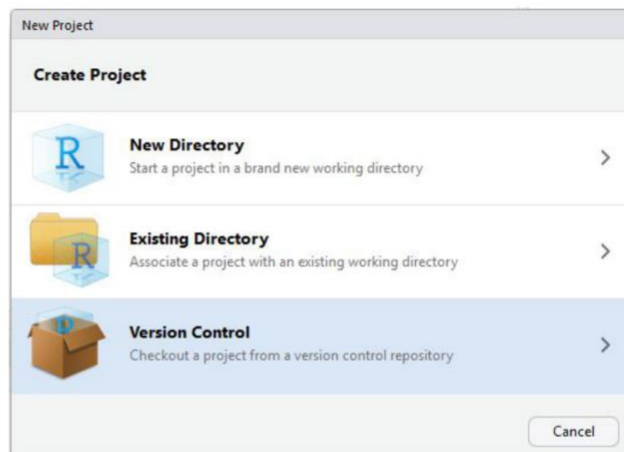 New Project
Create Project
R
New Directory
Start a project in a brand new working directory
R
Existing Directory
Associate a project with an existing working directory
Version Control
Checkout a project from a version control repository
Cancel